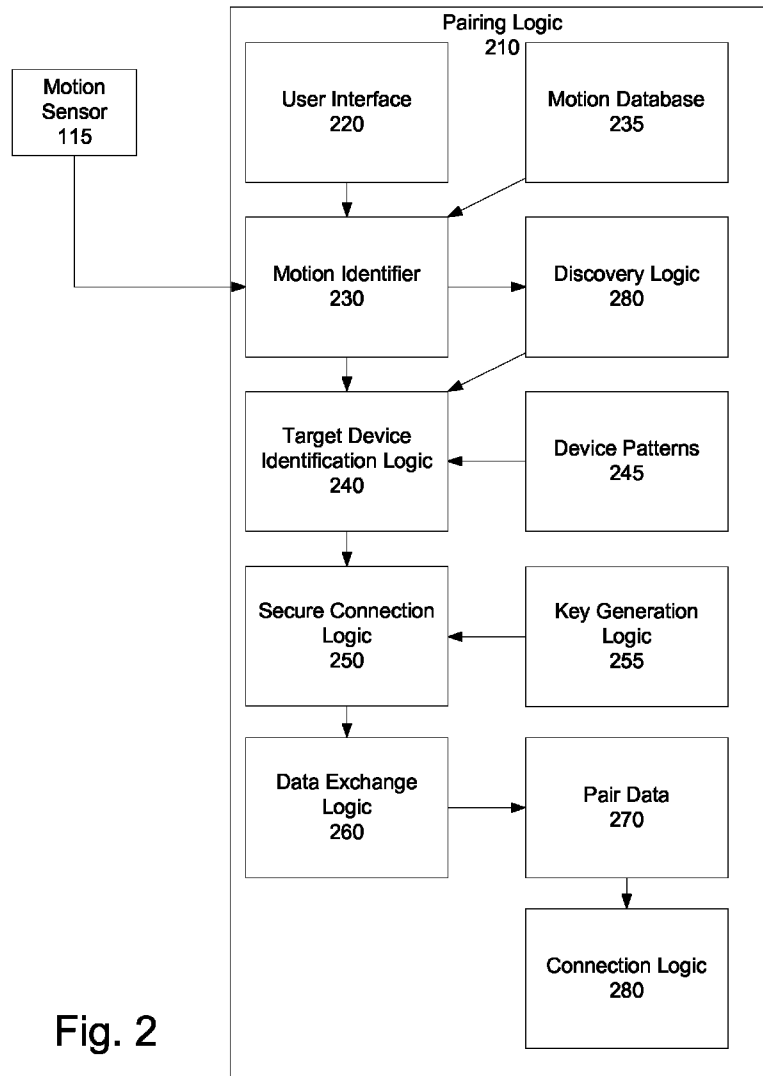 Pairing Logic
210
Motion
Sensor
115
User Interface
220
Motion Database
235
Motion Identifier
230
Discovery Logic
280
Target Device
Identification Logic
240
Device Patterns
245
Secure Connection
Logic
250
Key Generation
Logic
255
Data Exchange
Logic
260
Pair Data
270
Connection Logic
280
Fig. 2